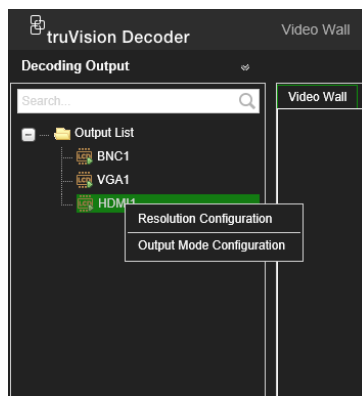 truVision Decoder
Video Wall
Decoding Output
Search...
Video Wall
Output List
BNC1
VGA1
HDMI1
Resolution Configuration
Output Mode Configuration